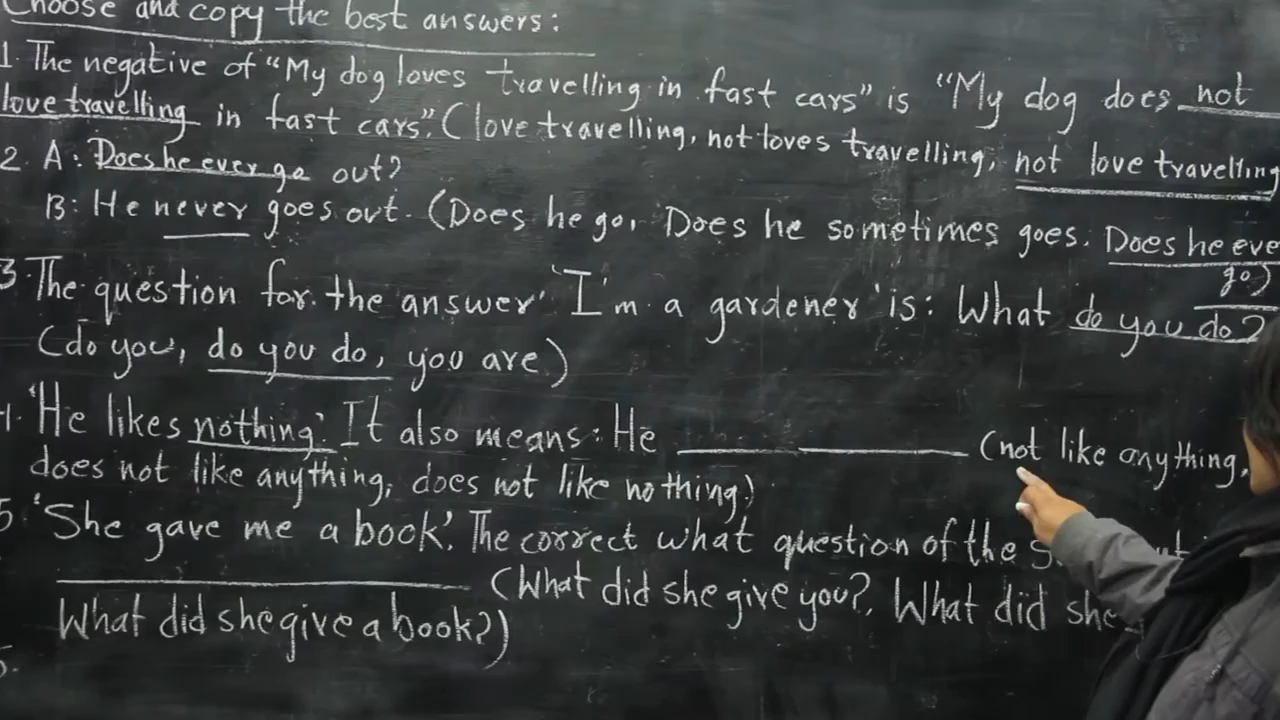 Choose and copy the best answers:
1. The negative of "My dog loves travelling in fast cars" is "My dog does not
love travelling in fast cars". (love travelling, not loves travelling, not love travelling
2. A: Does he ever go out?
B: He never goes out. (Does he go, Does he sometimes goes. Does he eve
go)
3. The question for the answer 'I'm a gardener' is: What do you do?
(do you, do you do, you are.)
'He likes nothing.' It also means: He ______ (not like anything,
does not like anything, does not like nothing.)
5 'She gave me a book'. The correct what question of the
______ (What did she give you?, What did she
What did she give a book?)